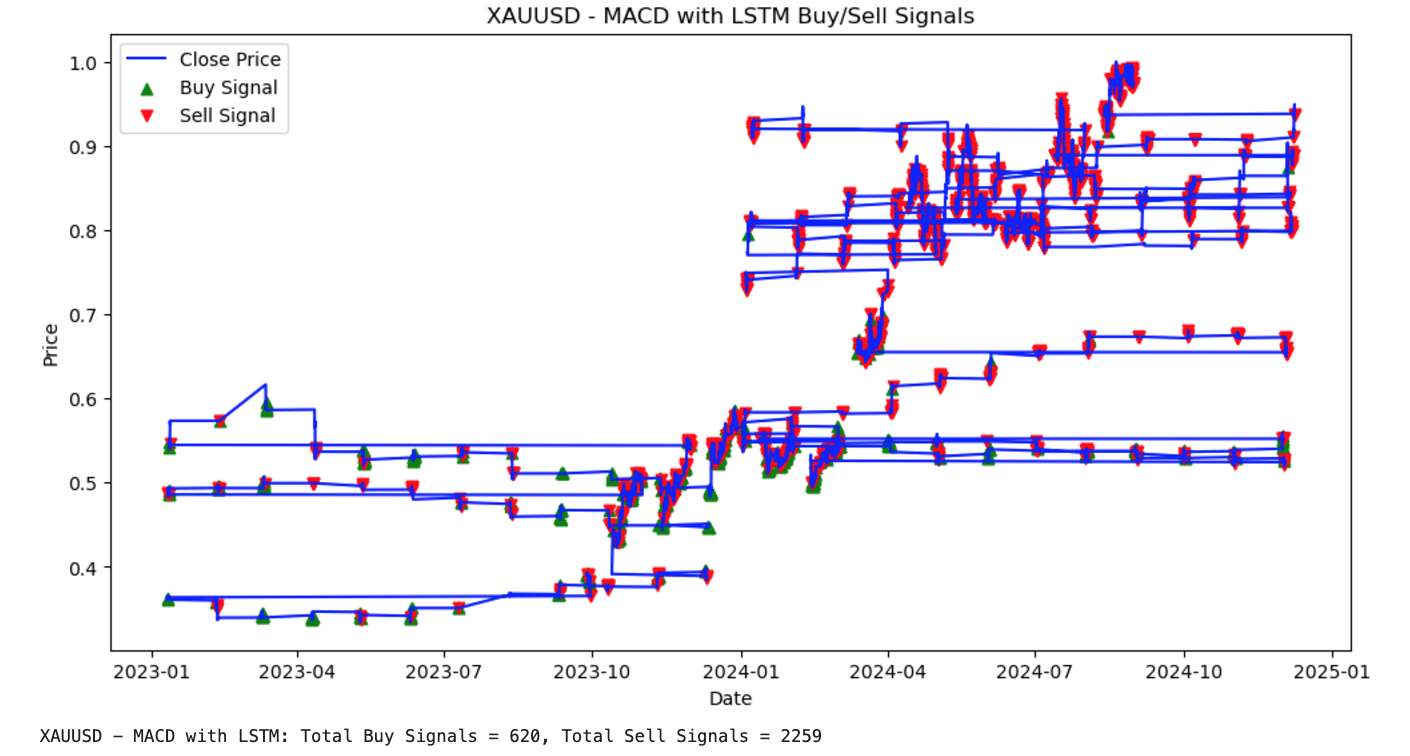 XAUUSD - MACD with LSTM Buy/Sell Signals
Close Price
Buy Signal
Sell Signal
1.0
0.9
0.8
0.7
0.6
0.5
0.4
Price
2023-01 2023-04 2023-07 2023-10 2024-01 2024-04 2024-07 2024-10 2025-01
Date
XAUUSD – MACD with LSTM: Total Buy Signals = 620, Total Sell Signals = 2259